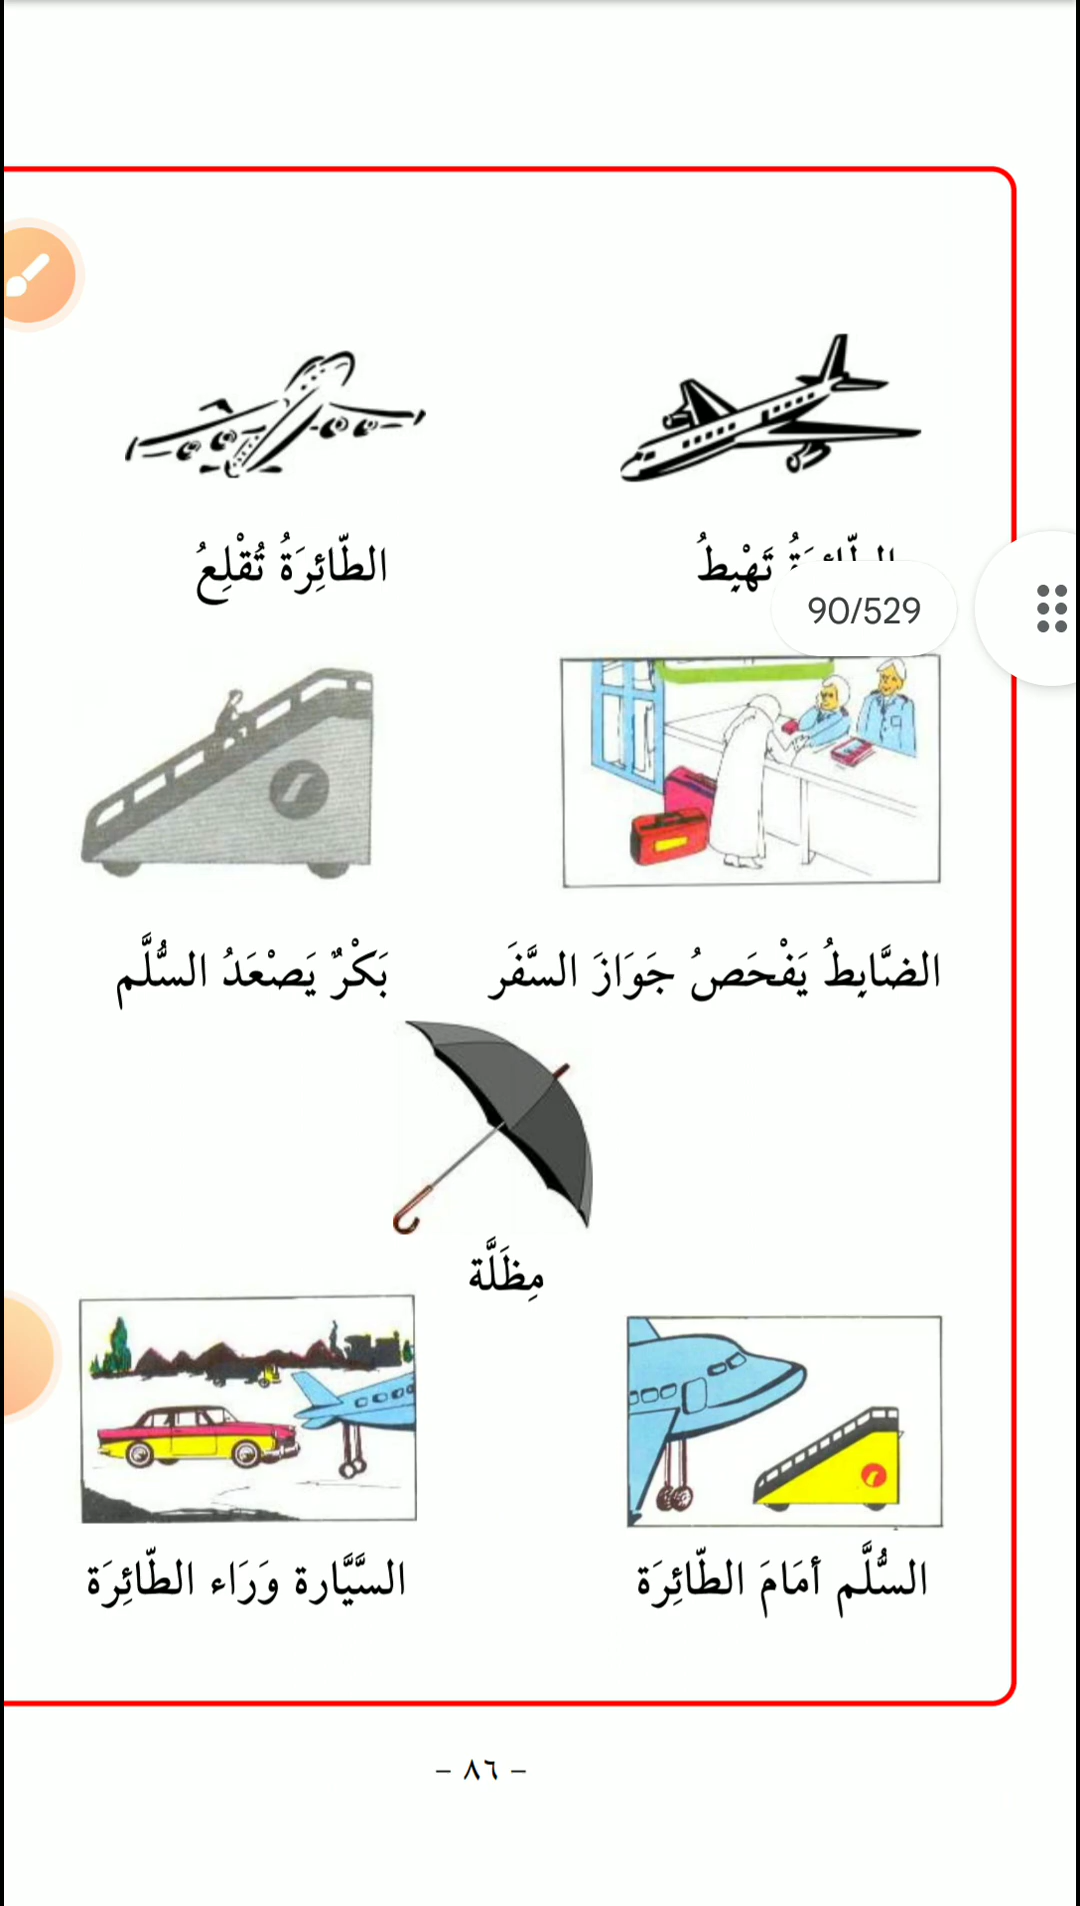 تَهْبِطُ
الطّائِرَةُ تُقْلِعُ
90/529
الضَّابِطُ يَفْحَصُ جَوَازَ السَّفَر
بَكْرٌ يَصْعَدُ السُّلَّم
مِظَلَّة
السُّلَّم أمَامَ الطّائِرَة
السَّيَّارة وَرَاء الطّائِرَة
- ٨٦ -